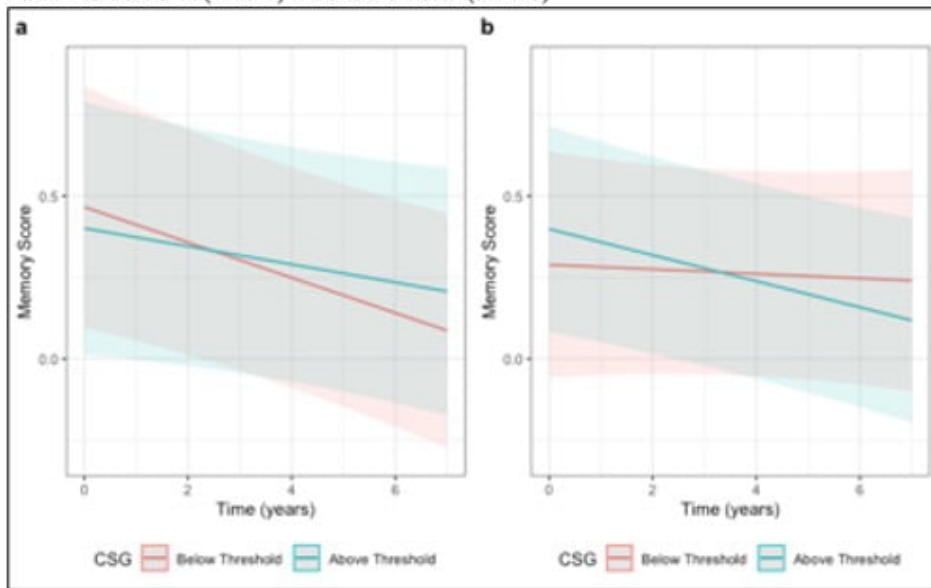 a
b
0.5
0.0
Memory Score
0 2 4 6
Time (years)
CSG Below Threshold Above Threshold
0.5
0.0
Memory Score
0 2 4 6
Time (years)
CSG Below Threshold Above Threshold